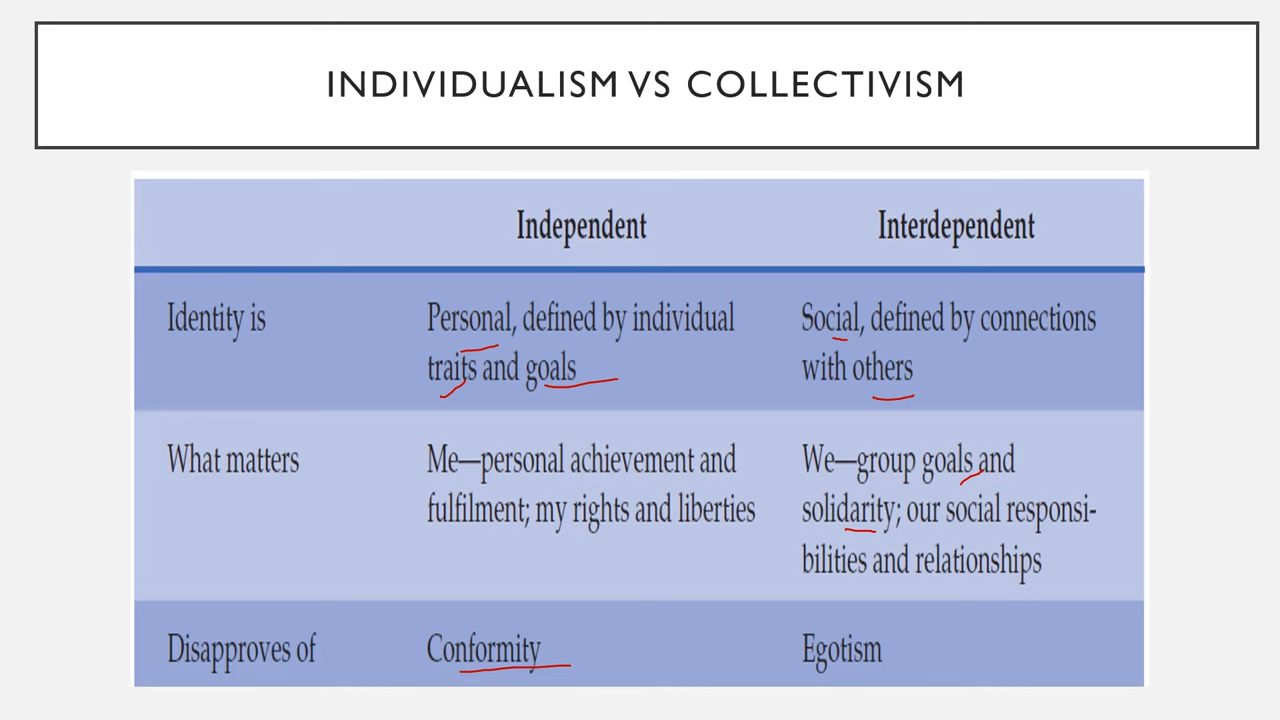 INDIVIDUALISM VS COLLECTIVISM
Independent Interdependent
Identity is Personal, defined by individual Social, defined by connections
traits and goals with others
What matters Me—personal achievement and We—group goals and
fulfilment; my rights and liberties solidarity; our social responsi-
bilities and relationships
Disapproves of Conformity Egotism